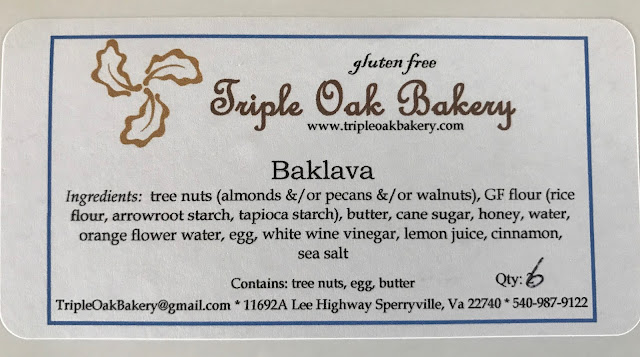 gluten free
Triple Oak Bakery
www.tripleoakbakery.com
Baklava
Ingredients: tree nuts (almonds &/or pecans &/or walnuts), GF flour (rice
flour, arrowroot starch, tapioca starch), butter, cane sugar, honey, water,
orange flower water, egg, white wine vinegar, lemon juice, cinnamon,
sea salt
Contains: tree nuts, egg, butter
Qty: 6
TripleOakBakery@gmail.com * 11692A Lee Highway Sperryville, Va 22740 * 540-987-9122